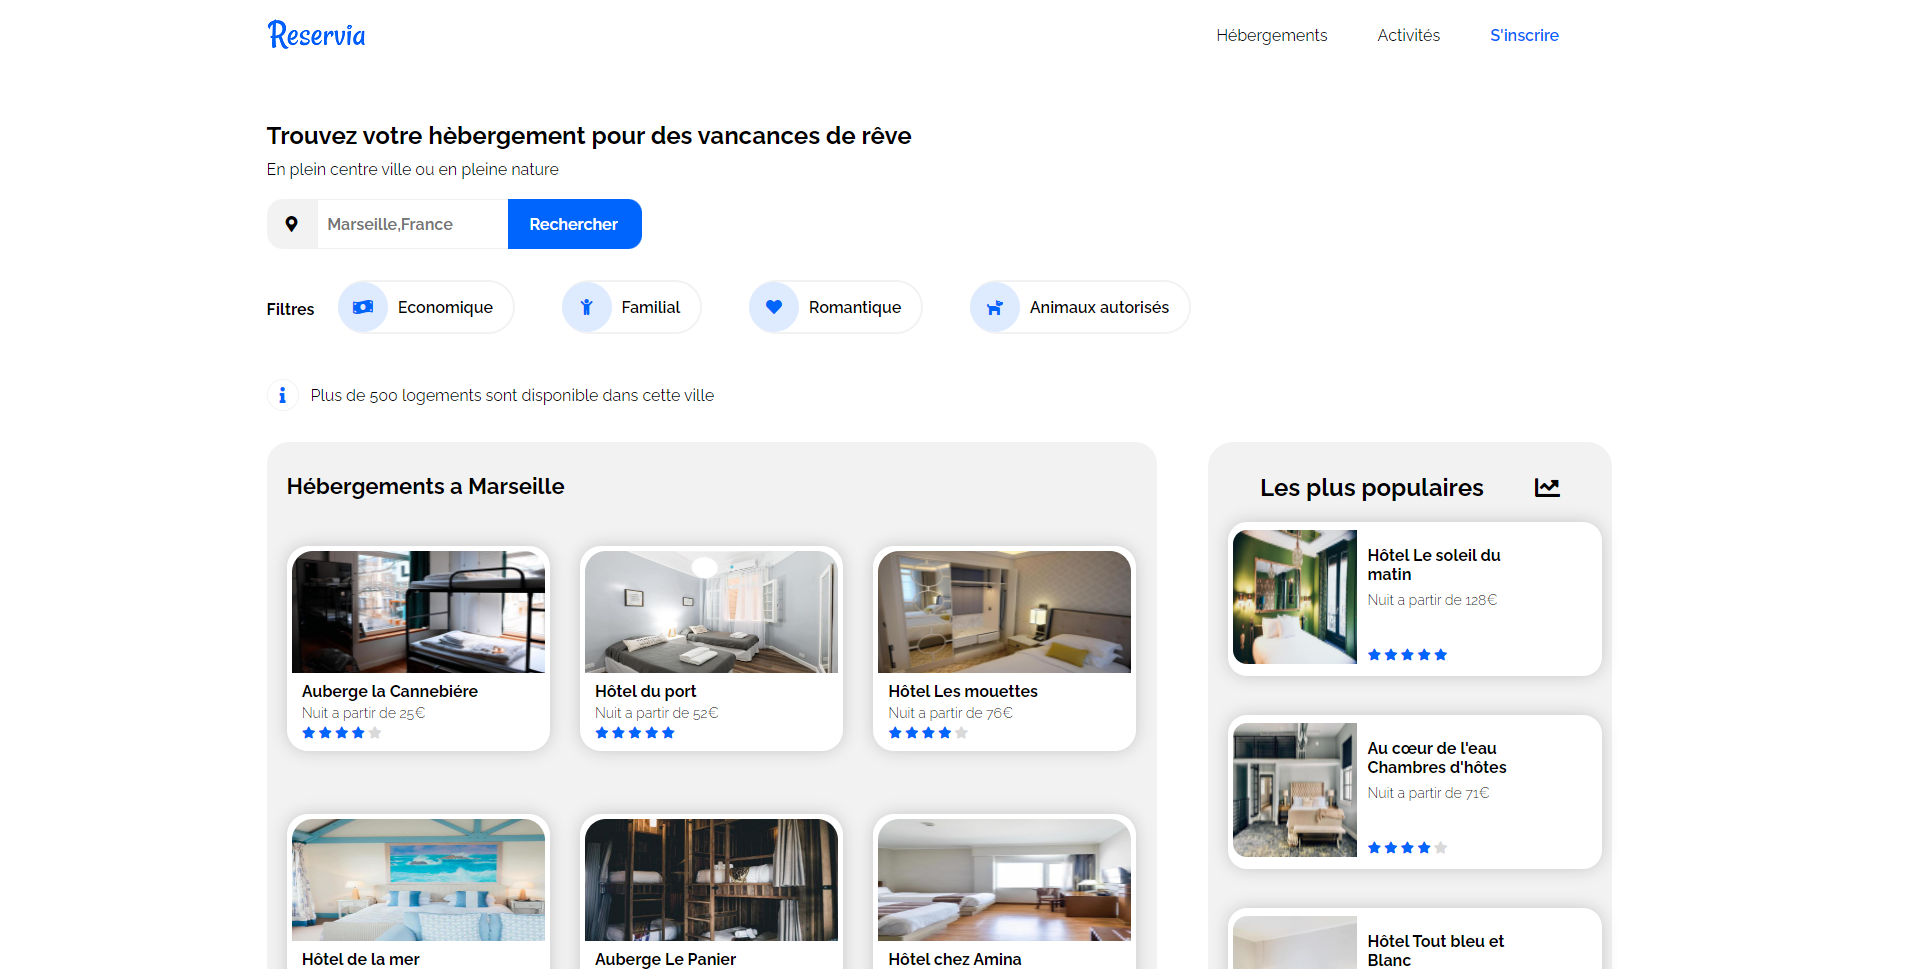 Reservia
Hébergements
Activités
S'inscrire
Trouvez votre hèbergement pour des vancances de rêve
En plein centre ville ou en pleine nature
Marseille,France
Rechercher
Filtres
Economique
Familial
Romantique
Animaux autorisés
Plus de 500 logements sont disponible dans cette ville
Hébergements a Marseille
Auberge la Cannebiére
Nuit a partir de 25€
Hôtel du port
Nuit a partir de 52€
Hôtel Les mouettes
Nuit a partir de 76€
Hôtel de la mer
Auberge Le Panier
Hôtel chez Amina
Les plus populaires
Hôtel Le soleil du
matin
Nuit a partir de 128€
Au cœur de l'eau
Chambres d'hôtes
Nuit a partir de 71€
Hôtel Tout bleu et
Blanc